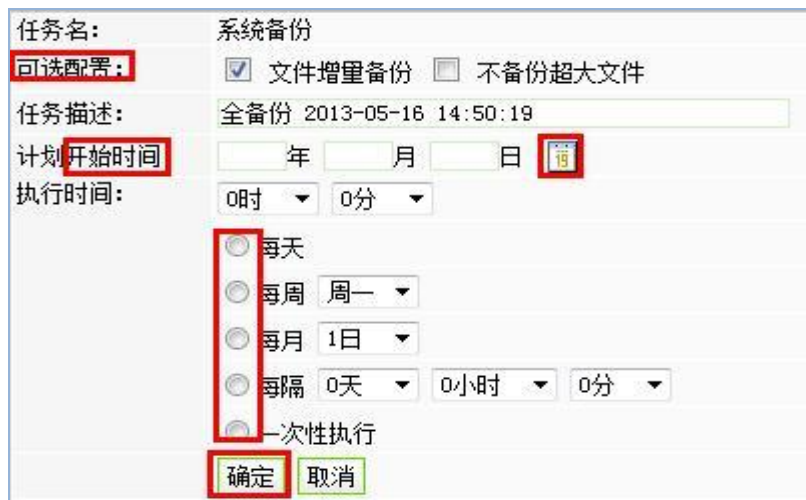 任务名： 系统备份
可选配置： 文件增量备份 不备份超大文件
任务描述： 全备份 2013-05-16 14:50:19
计划开始时间 年 月 日 19
执行时间： 0时 0分
每天
每周 周一
每月 1日
每隔 0天 0小时 0分
一次性执行
确定 取消